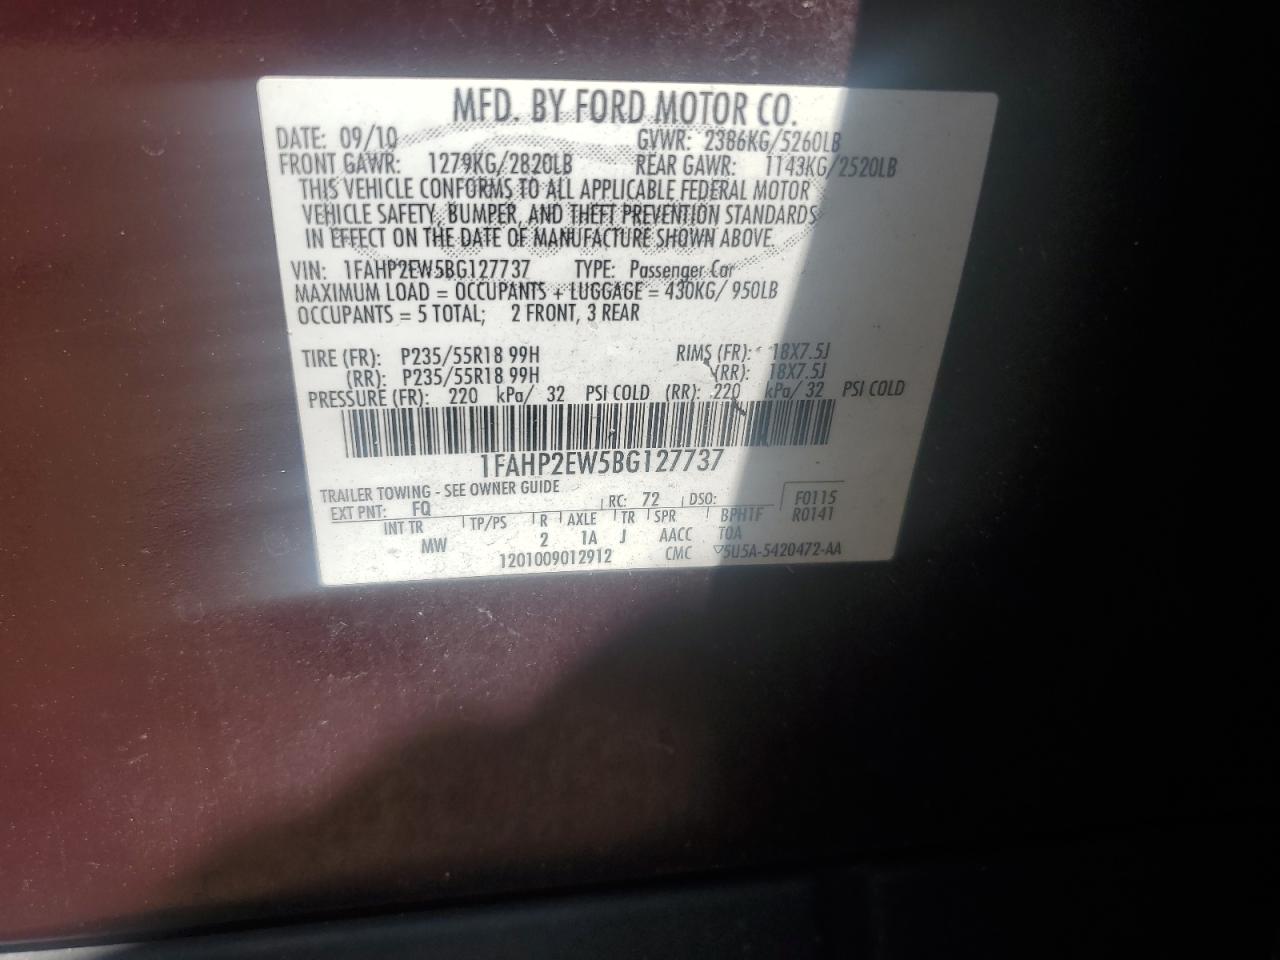 MFD. BY FORD MOTOR CO.
DATE: 09/10 GVWR: 2386KG/5260LB
FRONT GAWR: 1279KG/2820LB REAR GAWR: 1143KG/2520LB
THIS VEHICLE CONFORMS TO ALL APPLICABLE FEDERAL MOTOR
VEHICLE SAFETY, BUMPER, AND THEFT PREVENTION STANDARDS
IN EFFECT ON THE DATE OF MANUFACTURE SHOWN ABOVE.
VIN: 1FAHP2EW5BG127737 TYPE: Passenger Car
MAXIMUM LOAD = OCCUPANTS + LUGGAGE = 430KG/ 950LB
OCCUPANTS = 5 TOTAL; 2 FRONT, 3 REAR
TIRE (FR): P235/55R18 99H RIMS (FR): 18X7.5J
(RR): P235/55R18 99H (RR): 18X7.5J
PRESSURE (FR): 220 kPa/ 32 PSI COLD (RR): 220 kPa/ 32 PSI COLD
1FAHP2EW5BG127737
TRAILER TOWING - SEE OWNER GUIDE
EXT PNT: FQ RC: 72 DSO: F0115
INT TR TP/PS R AXLE TR SPR BPH1F R0141
MW 2 1A J AACC TOA
1201009012912 CMC ▽5U5A-5420472-AA